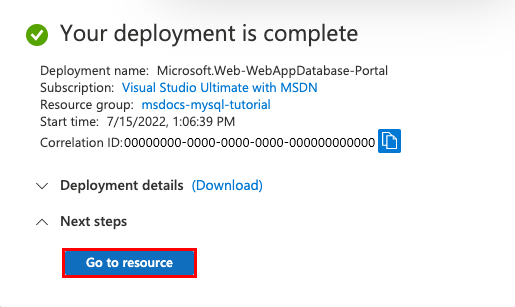 Your deployment is complete
Deployment name: Microsoft.Web-WebAppDatabase-Portal
Subscription: Visual Studio Ultimate with MSDN
Resource group: msdocs-mysql-tutorial
Start time: 7/15/2022, 1:06:39 PM
Correlation ID: 00000000-0000-0000-0000-000000000000
Deployment details (Download)
Next steps
Go to resource